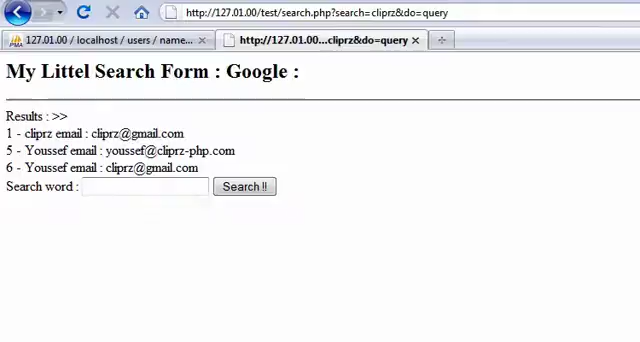 http://127.01.00/test/search.php?search=cliprz&do=query
127.01.00 / localhost / users / name...
http://127.01.00...cliprz&do=query
My Littel Search Form : Google :
Results : >>
1 - cliprz email : cliprz@gmail.com
5 - Youssef email : youssef@cliprz-php.com
6 - Youssef email : cliprz@gmail.com
Search word :
Search !!